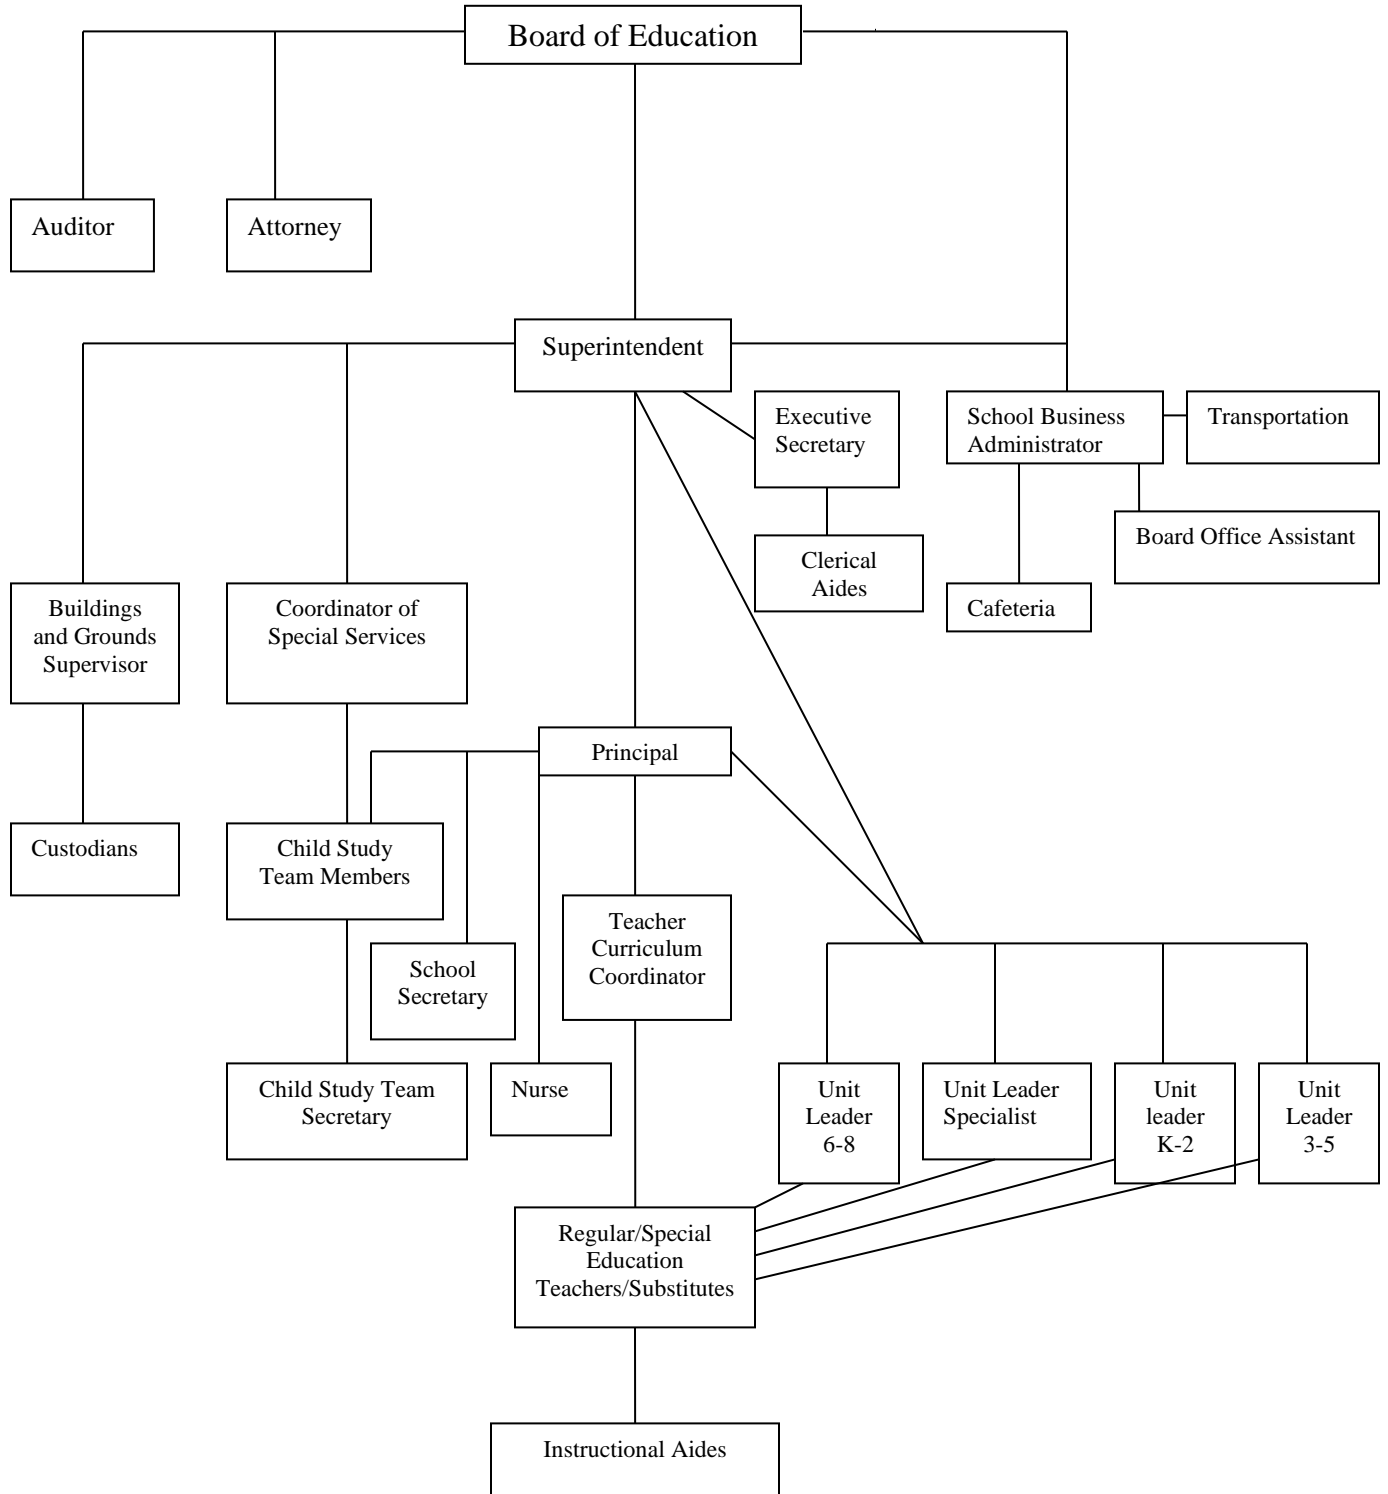 Board of Education
Auditor
Attorney
Superintendent
Executive
Secretary
School Business
Administrator
Transportation
Board Office Assistant
Clerical
Aides
Cafeteria
Buildings
and Grounds
Supervisor
Coordinator of
Special Services
Principal
Custodians
Child Study
Team Members
School
Secretary
Teacher
Curriculum
Coordinator
Child Study Team
Secretary
Nurse
Unit
Leader
6-8
Unit Leader
Specialist
Unit
leader
K-2
Unit
Leader
3-5
Regular/Special
Education
Teachers/Substitutes
Instructional Aides